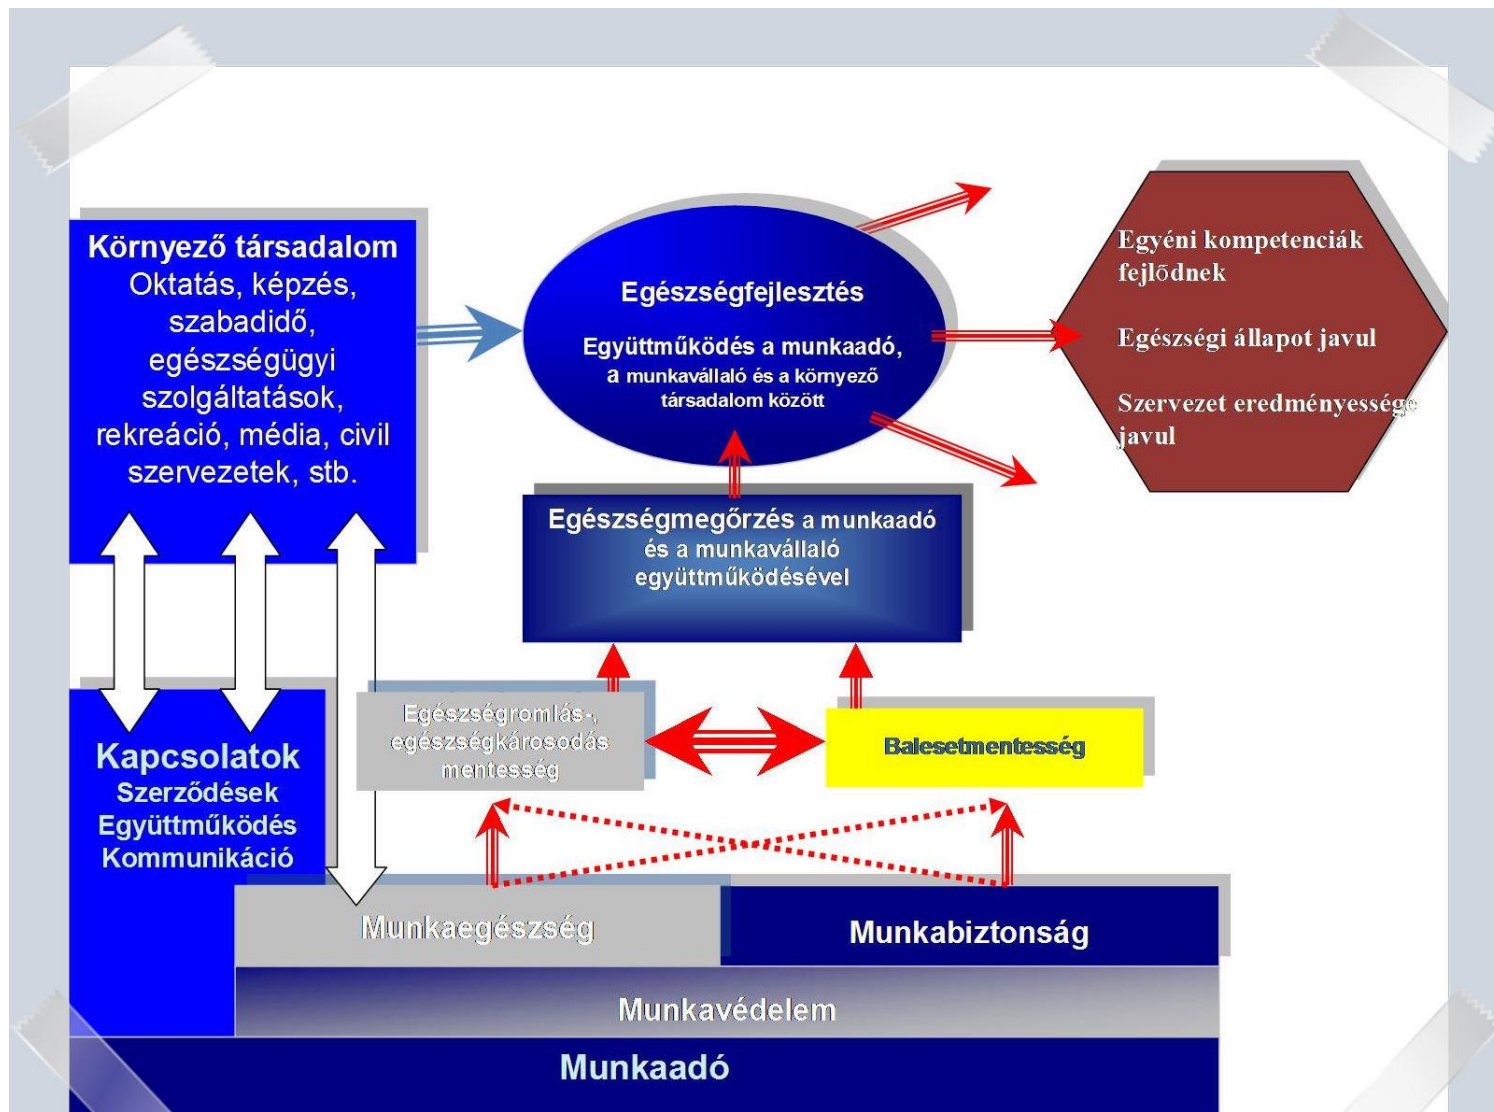 Környező társadalom
Oktatás, képzés,
szabadidő,
egészségügyi
szolgáltatások,
rekreáció, média, civil
szervezetek, stb.
Egészségfejlesztés
Együttműködés a munkaadó,
a munkavállaló és a környező
társadalom között
Egyéni kompetenciák
fejlõdnek
Egészségi állapot javul
Szervezet eredményessége
javul
Egészségmegőrzés a munkaadó
és a munkavállaló
együttműködésével
Egészségromlás-,
egészségkárosodás
mentesség
Balesetmentesség
Kapcsolatok
Szerződések
Együttműködés
Kommunikáció
Munkaegészség
Munkabiztonság
Munkavédelem
Munkaadó